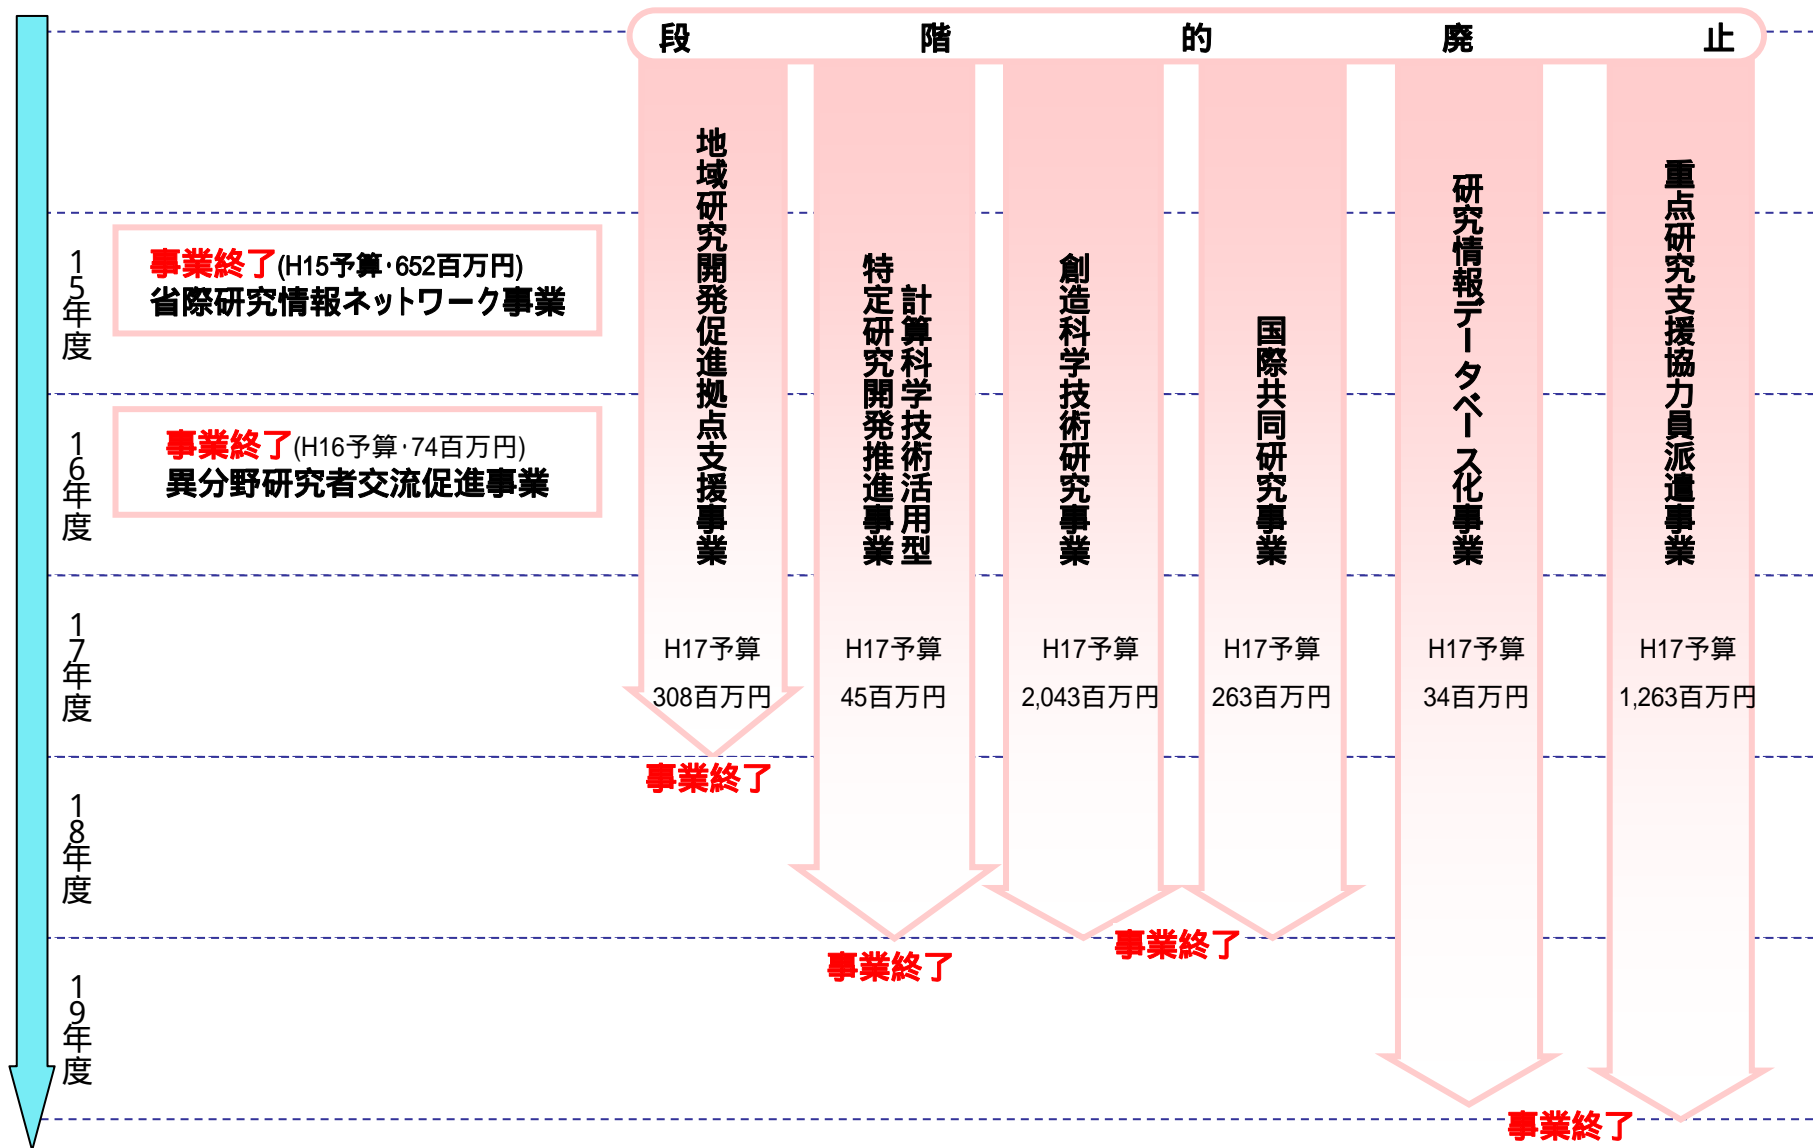 段階的廃止
15年度
事業終了(H15予算・652百万円)
省際研究情報ネットワーク事業
16年度
事業終了(H16予算・74百万円)
異分野研究者交流促進事業
17年度
18年度
19年度
地域研究開発促進拠点支援事業
H17予算
308百万円
事業終了
計算科学技術活用型
特定研究開発推進事業
H17予算
45百万円
事業終了
創造科学技術研究事業
H17予算
2,043百万円
国際共同研究事業
H17予算
263百万円
事業終了
研究情報データベース化事業
H17予算
34百万円
重点研究支援協力員派遣事業
H17予算
1,263百万円
事業終了